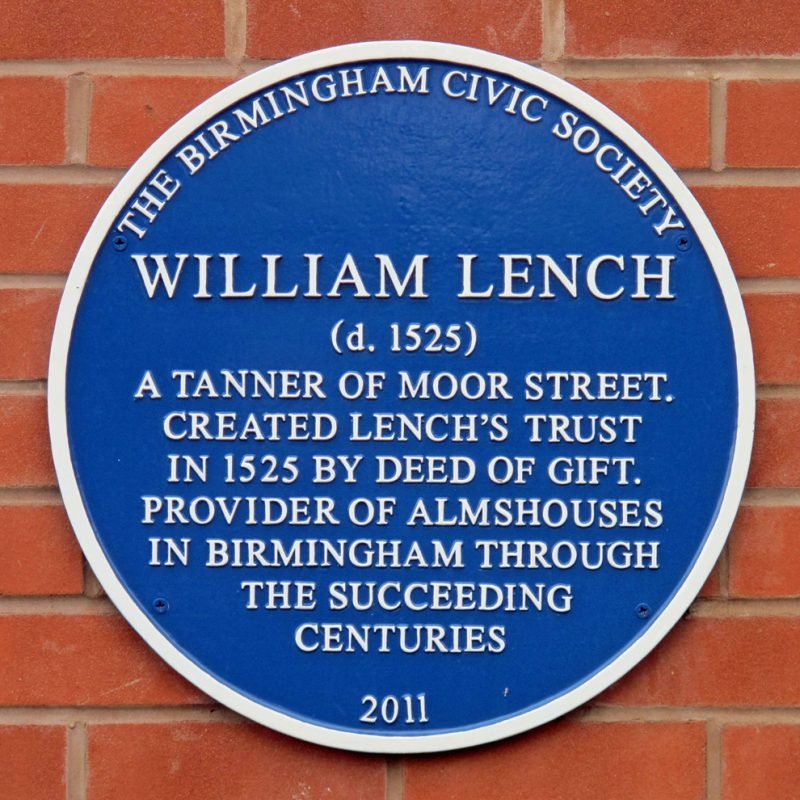 THE BIRMINGHAM CIVIC SOCIETY
WILLIAM LENCH
(d. 1525)
A TANNER OF MOOR STREET.
CREATED LENCH'S TRUST
IN 1525 BY DEED OF GIFT.
PROVIDER OF ALMSHOUSES
IN BIRMINGHAM THROUGH
THE SUCCEEDING
CENTURIES
2011